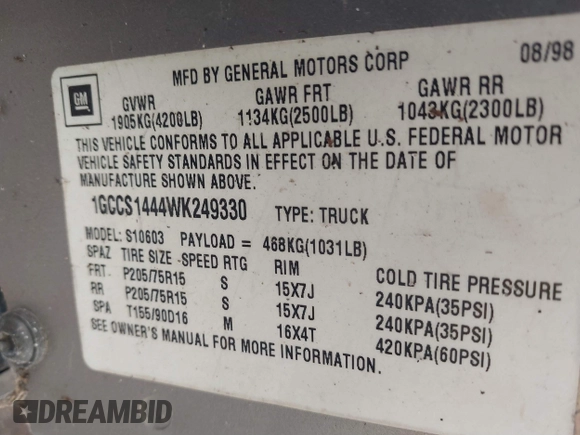 MFD BY GENERAL MOTORS CORP 08/98
GM
GVWR GAWR FRT GAWR RR
1905KG(4200LB) 1134KG(2500LB) 1043KG(2300LB)
THIS VEHICLE CONFORMS TO ALL APPLICABLE U.S. FEDERAL MOTOR
VEHICLE SAFETY STANDARDS IN EFFECT ON THE DATE OF
MANUFACTURE SHOWN ABOVE.
1GCCS1444WK249330 TYPE: TRUCK
MODEL: S10603 PAYLOAD = 468KG(1031LB)
SPAZ TIRE SIZE -SPEED RTG RIM COLD TIRE PRESSURE
FRT P205/75R15 S 15X7J 240KPA(35PSI)
RR P205/75R15 S 15X7J 240KPA(35PSI)
SPA T155/90D16 M 16X4T 420KPA(60PSI)
SEE OWNER'S MANUAL FOR MORE INFORMATION.
DREAMBID